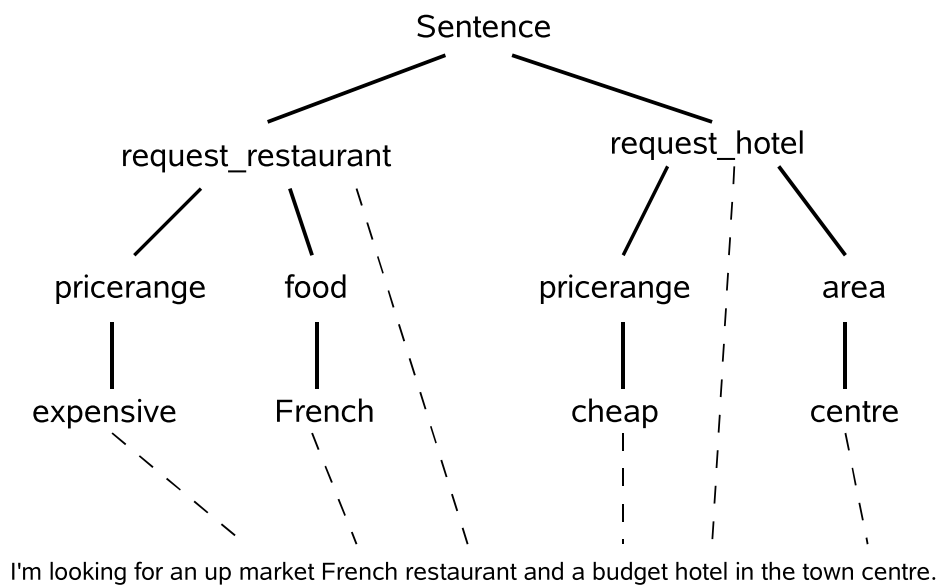 Sentence
request_restaurant request_hotel
pricerange food pricerange area
expensive French cheap centre
I'm looking for an up market French restaurant and a budget hotel in the town centre.